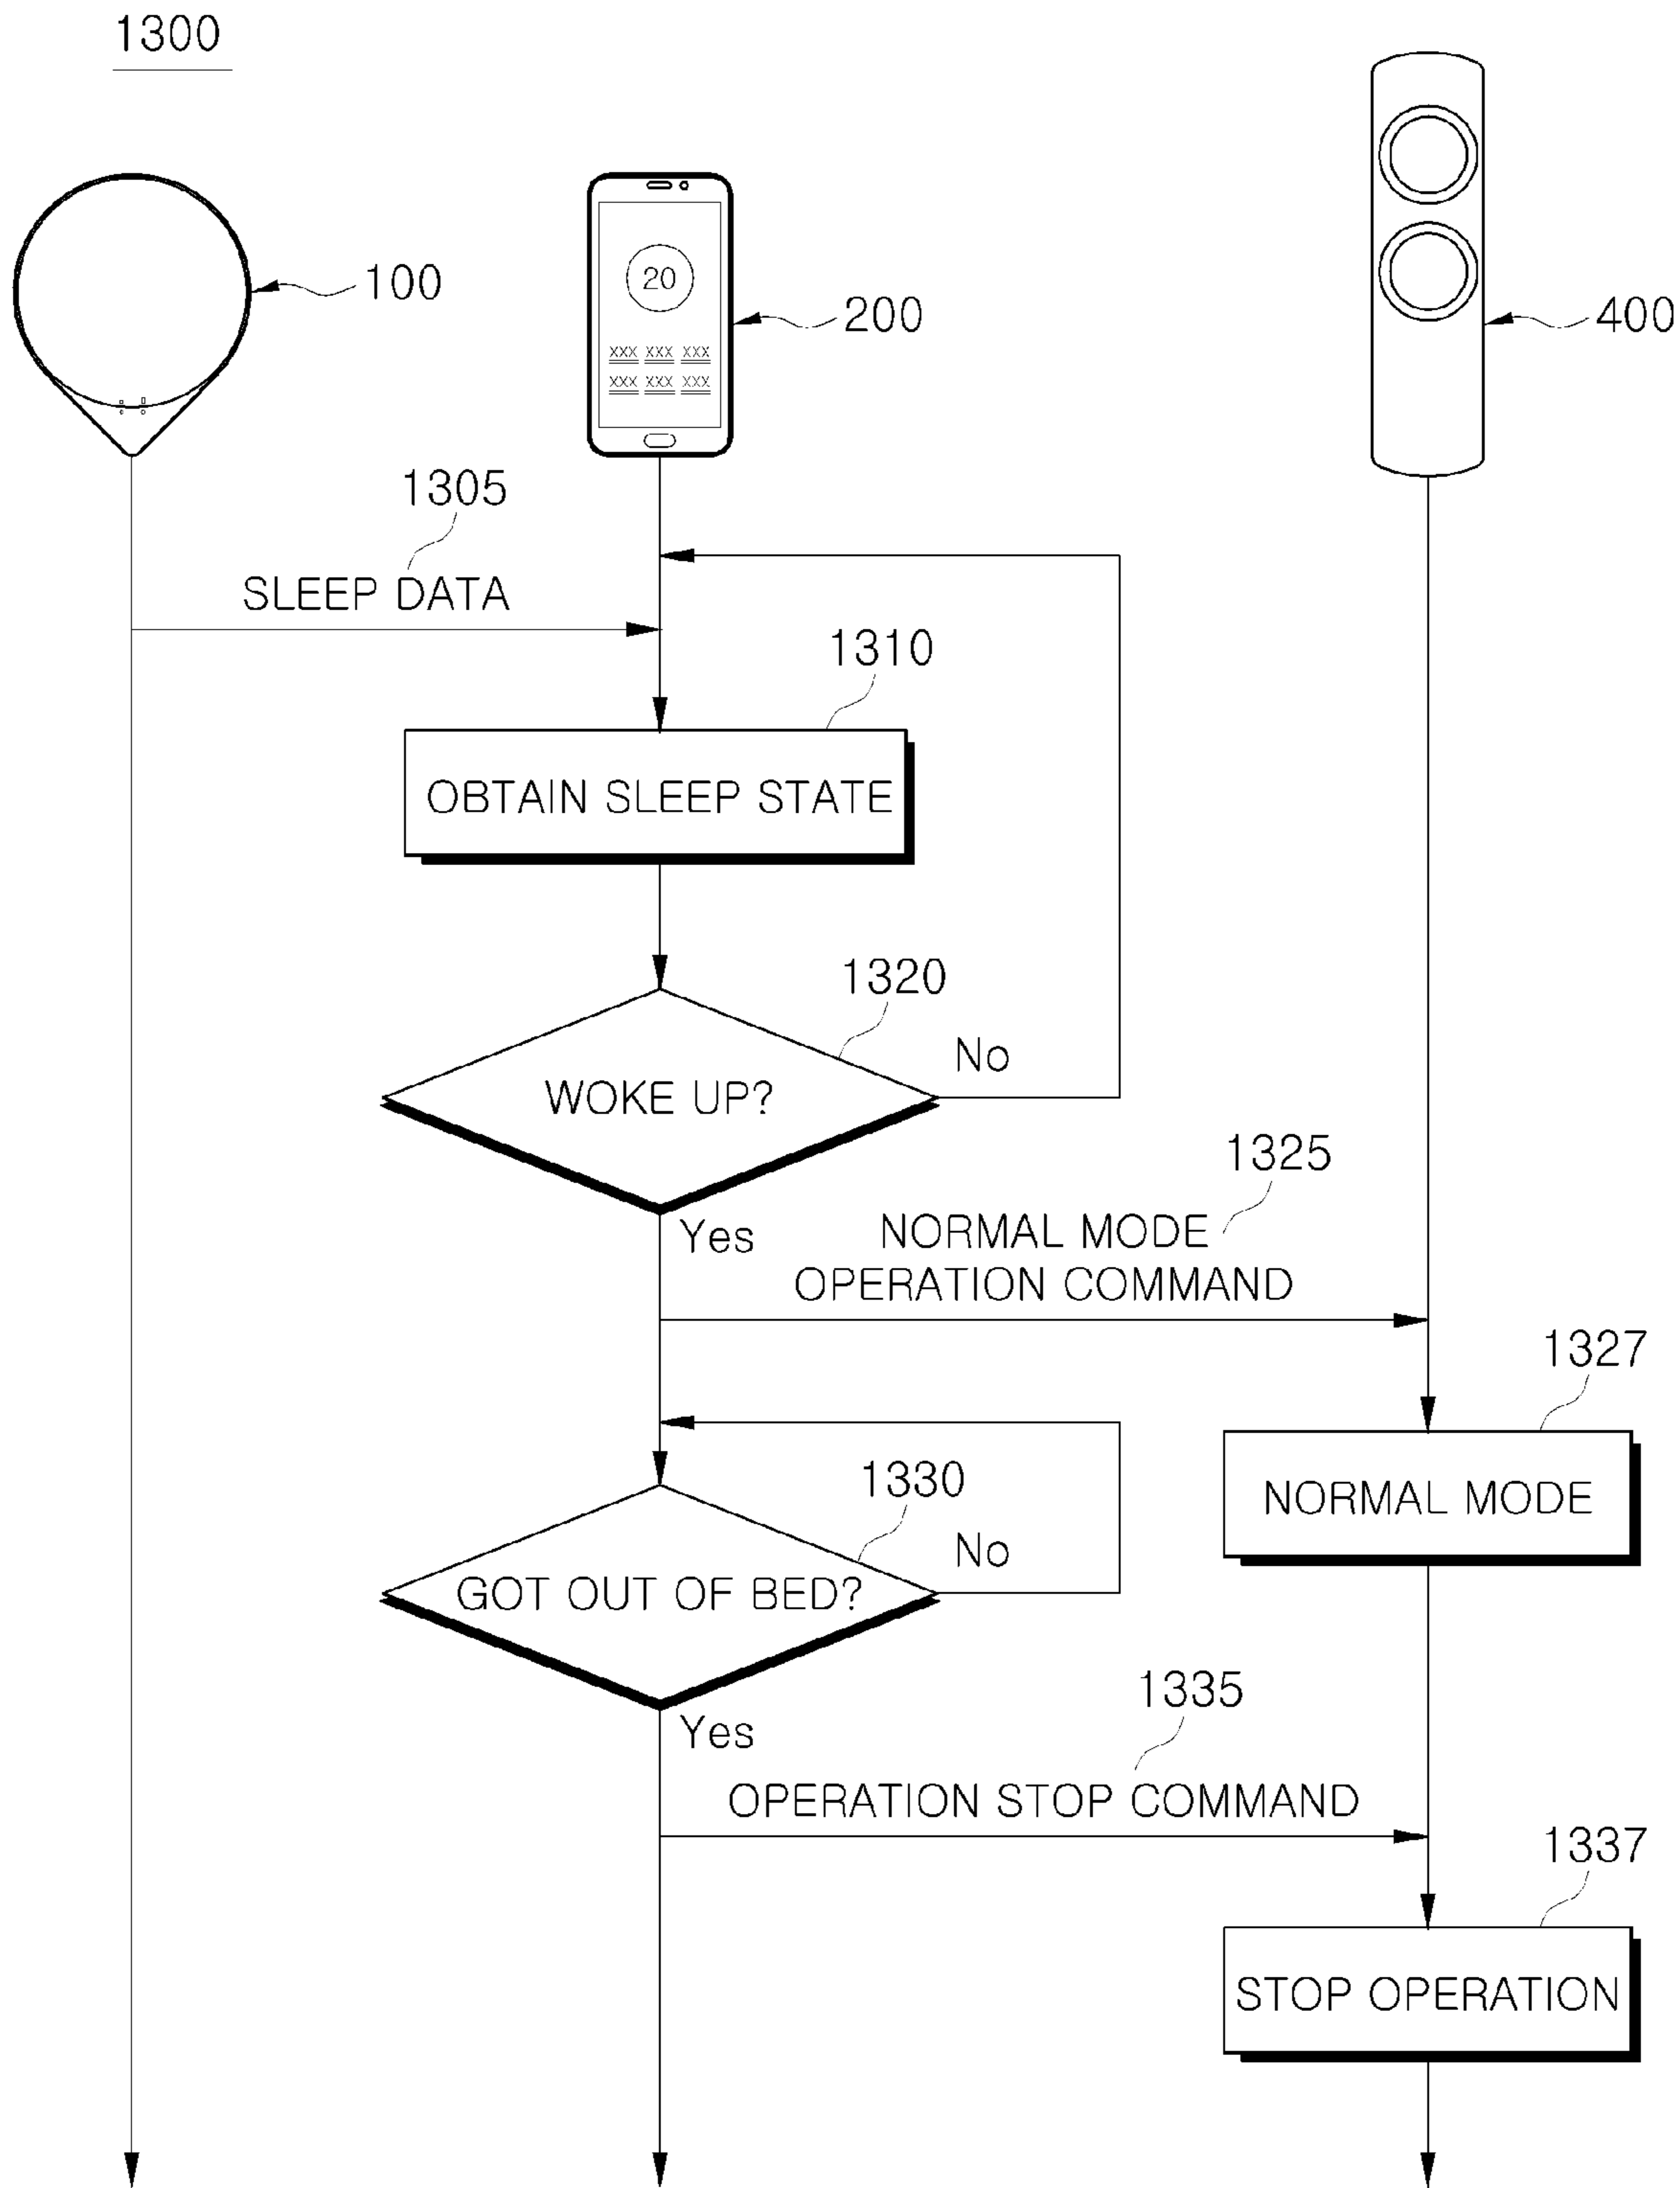 1300
100
20
XXX XXX XXX
XXX XXX XXX
200
400
1305
SLEEP DATA
1310
OBTAIN SLEEP STATE
1320
No
WOKE UP?
1325
Yes
NORMAL MODE
OPERATION COMMAND
1327
1330
No
NORMAL MODE
GOT OUT OF BED?
1335
Yes
OPERATION STOP COMMAND
1337
STOP OPERATION